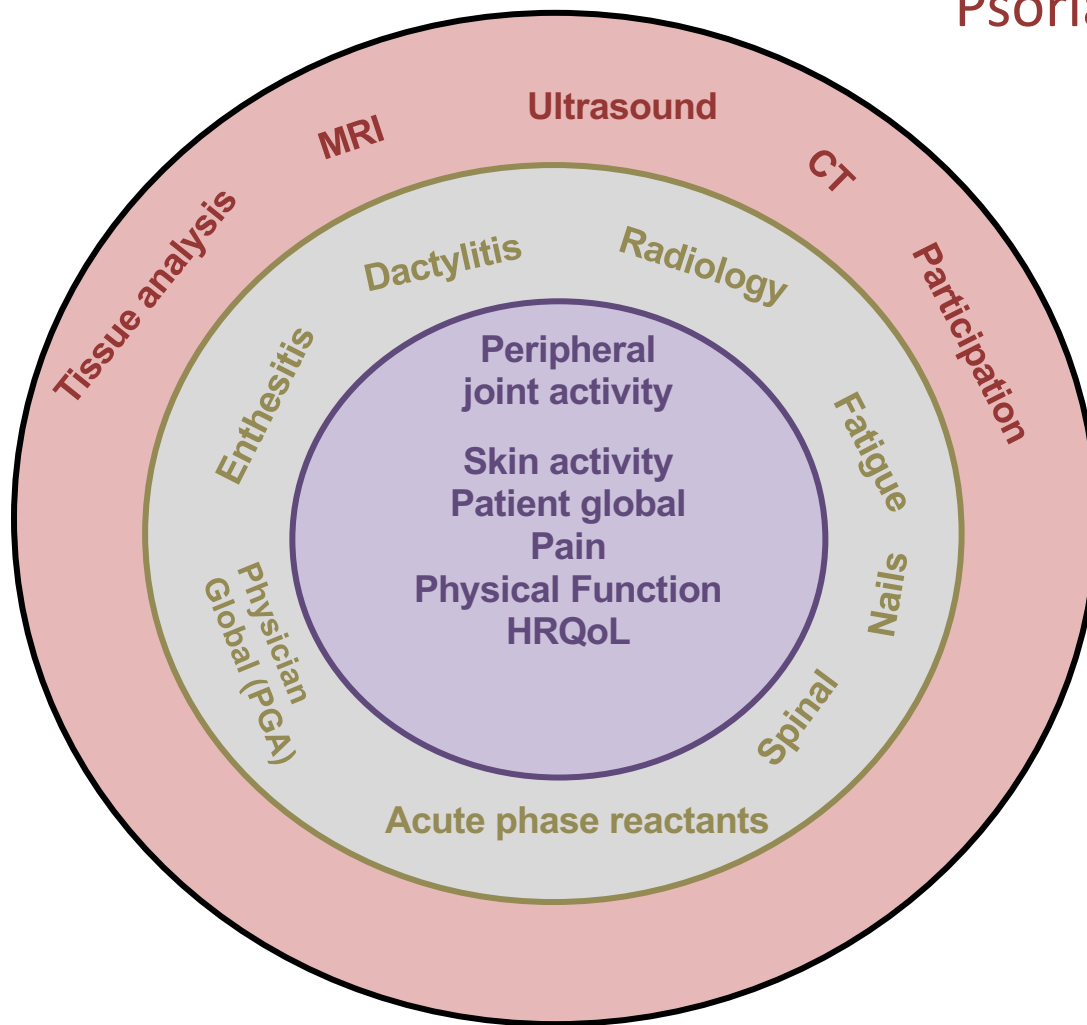 Psoria
Ultrasound
MRI
CT
Tissue analysis
Participation
Dactylitis
Radiology
Enthesitis
Fatigue
Peripheral
joint activity
Skin activity
Patient global
Pain
Physical Function
HRQoL
Nails
Physician
Global (PGA)
Spinal
Acute phase reactants